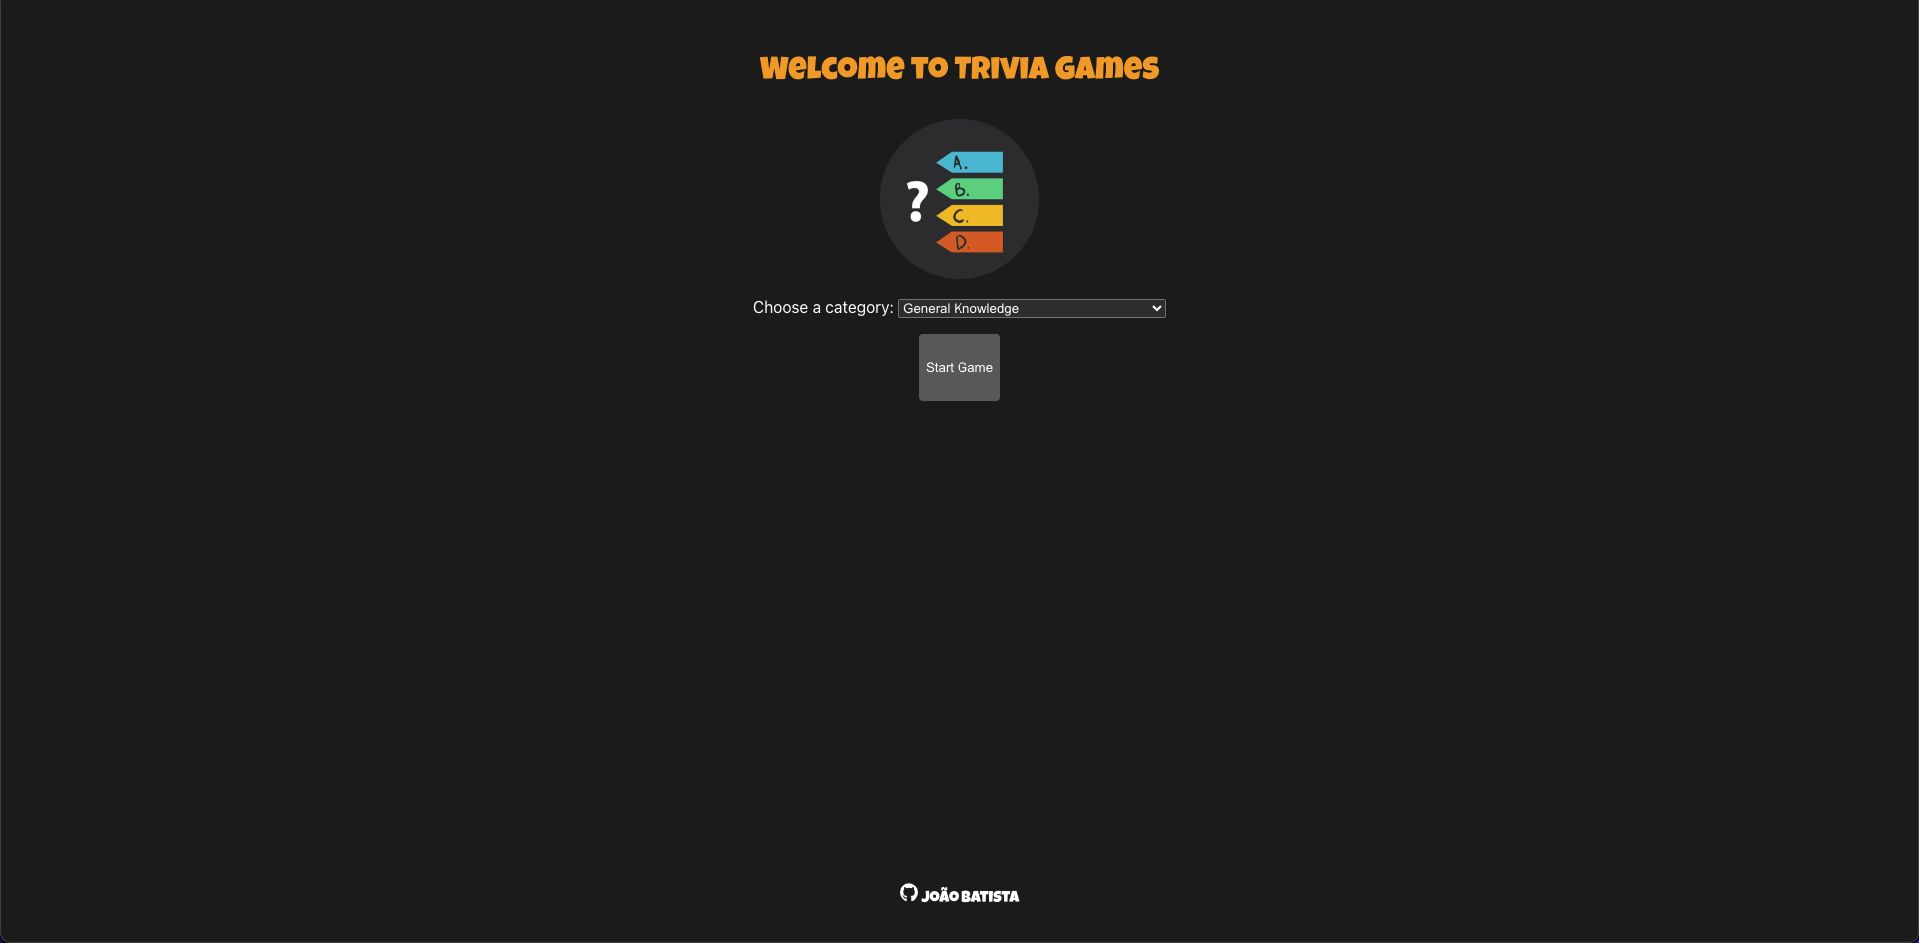 Welcome to Trivia Games
?
A.
B.
C.
D.
Choose a category: General Knowledge
Start Game
João Batista